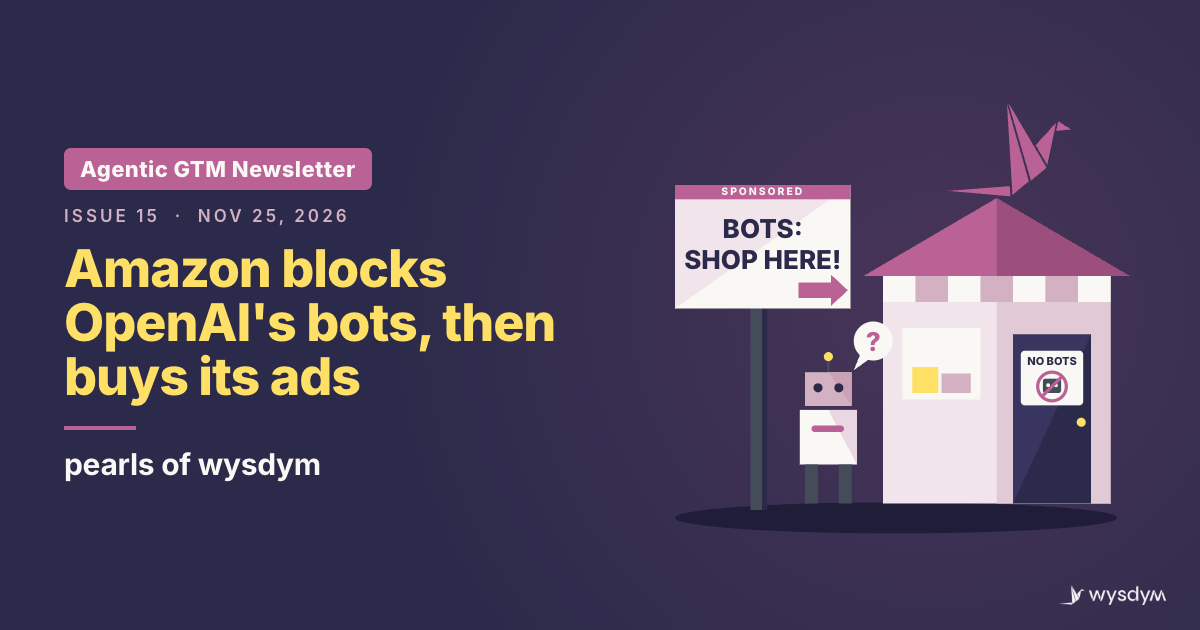 Agentic GTM Newsletter
ISSUE 15 · NOV 25, 2026
Amazon blocks
OpenAI's bots, then
buys its ads
pearls of wysdym
SPONSORED
BOTS:
SHOP HERE!
?
NO BOTS
wysdym